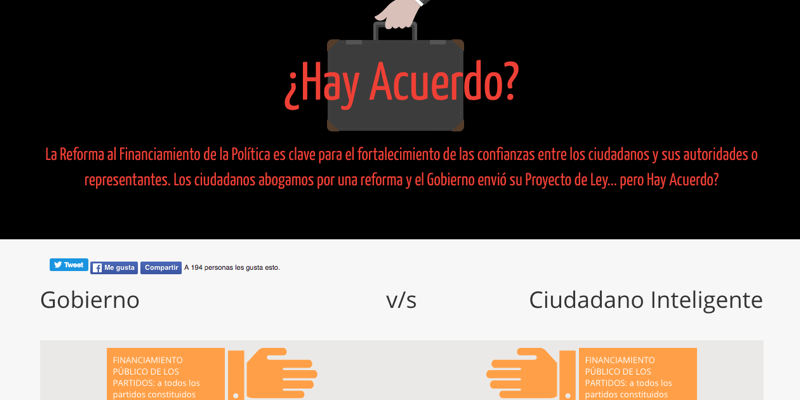 ¿Hay Acuerdo?
La Reforma al Financiamiento de la Política es clave para el fortalecimiento de las confianzas entre los ciudadanos y sus autoridades o
representantes. Los ciudadanos abogamos por una reforma y el Gobierno envió su Proyecto de Ley... pero Hay Acuerdo?
Tweet Me gusta Compartir A 194 personas les gusta esto.
Gobierno v/s Ciudadano Inteligente
FINANCIAMIENTO
PÚBLICO DE LOS
PARTIDOS: a todos los
partidos constituidos
FINANCIAMIENTO
PÚBLICO DE LOS
PARTIDOS: a todos los
partidos constituidos